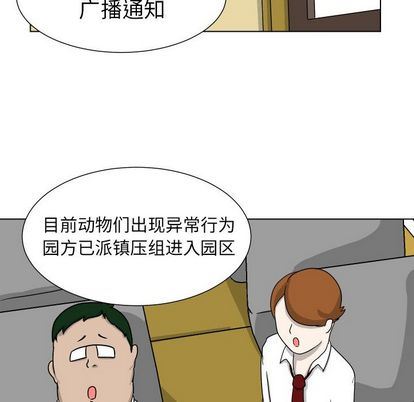 广播通知
目前动物们出现异常行为
园方已派镇压组进入园区